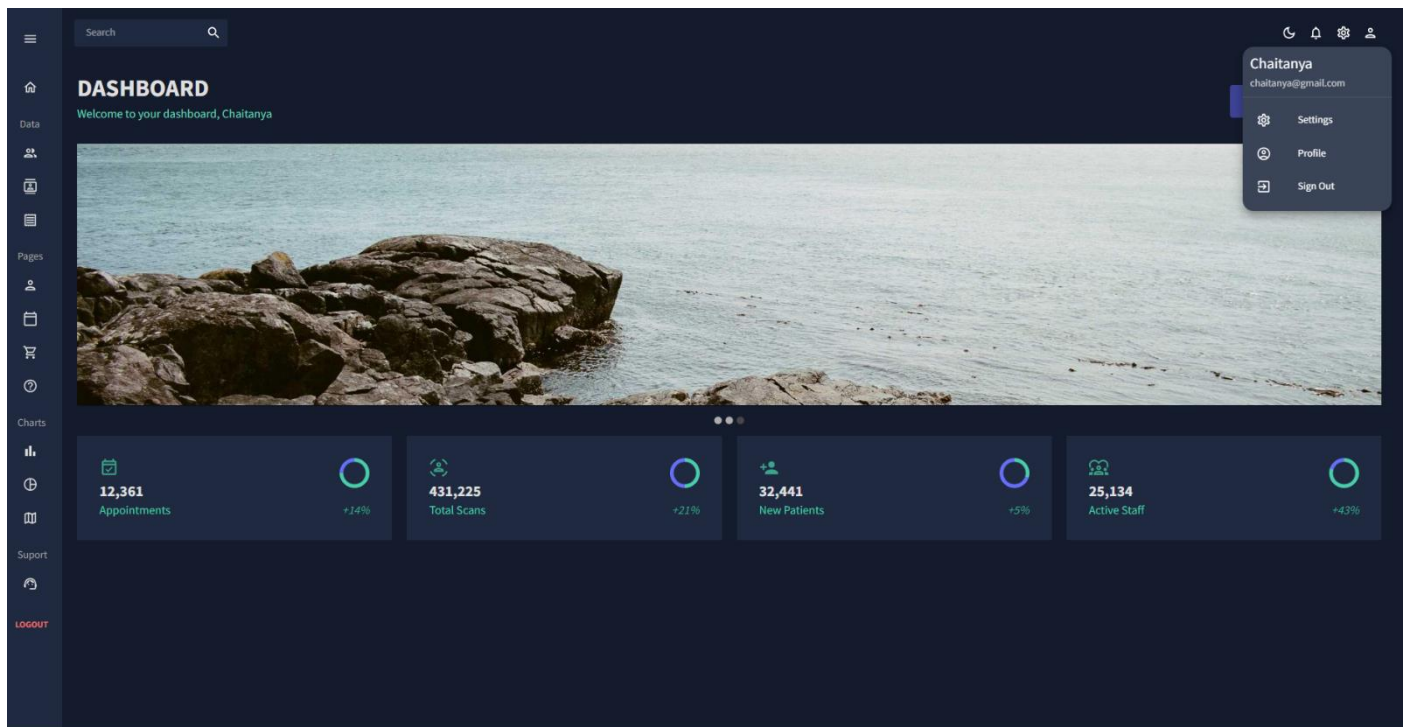 Search
DASHBOARD
Welcome to your dashboard, Chaitanya
Chaitanya
chaitanya@gmail.com
Settings
Profile
Sign Out
Data
Pages
Charts
Suport
LOGOUT
12,361
Appointments
+14%
431,225
Total Scans
+21%
32,441
New Patients
+5%
25,134
Active Staff
+43%